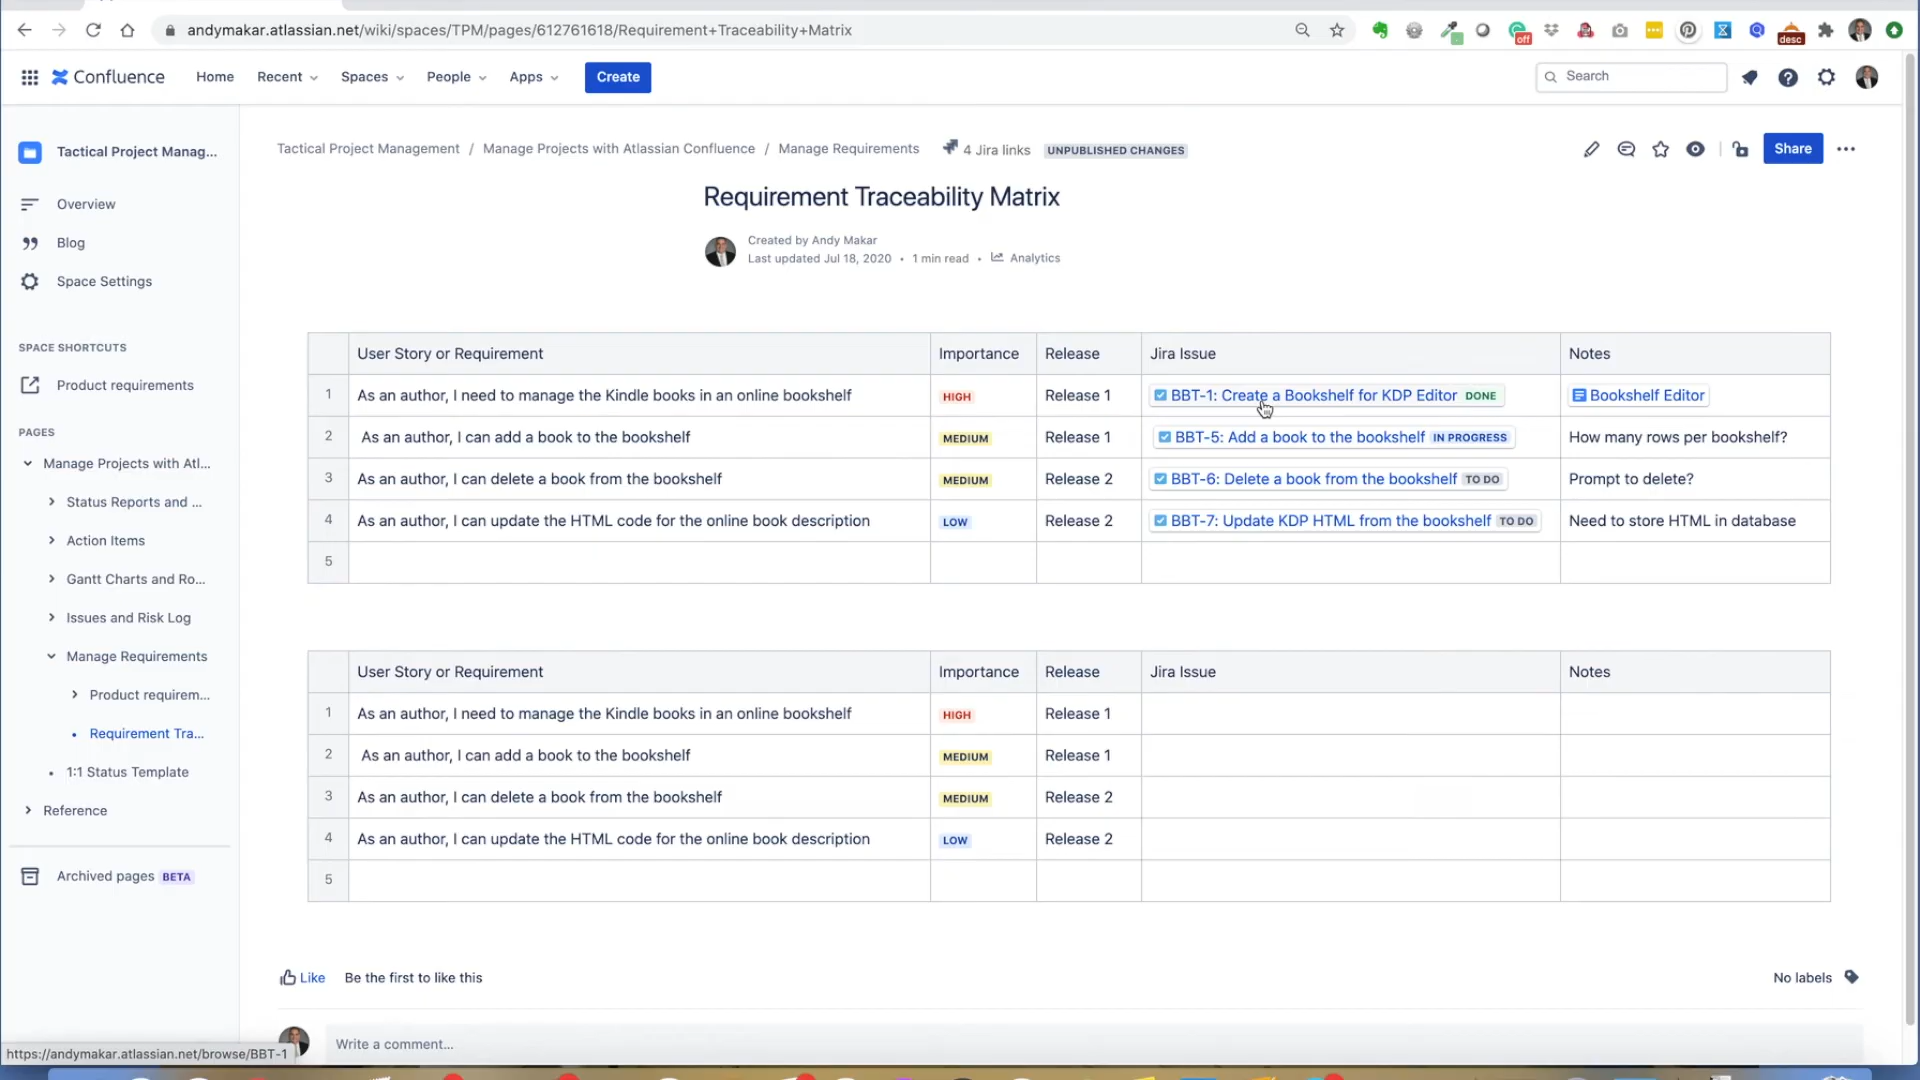 andymakar.atlassian.net/wiki/spaces/TPM/pages/612761618/Requirement+Traceability+Matrix
off
desc
Confluence
Home
Recent
Spaces
People
Apps
Create
Search
Tactical Project Manag...
Overview
Blog
Space Settings
SPACE SHORTCUTS
Product requirements
PAGES
Manage Projects with Atl...
Status Reports and ...
Action Items
Gantt Charts and Ro...
Issues and Risk Log
Manage Requirements
Product requirem...
Requirement Tra...
1:1 Status Template
Reference
Archived pages BETA
Tactical Project Management / Manage Projects with Atlassian Confluence / Manage Requirements 4 Jira links UNPUBLISHED CHANGES
Share
Requirement Traceability Matrix
Created by Andy Makar
Last updated Jul 18, 2020 • 1 min read • Analytics
User Story or Requirement Importance Release Jira Issue Notes
1 As an author, I need to manage the Kindle books in an online bookshelf HIGH Release 1 BBT-1: Create a Bookshelf for KDP Editor DONE Bookshelf Editor
2 As an author, I can add a book to the bookshelf MEDIUM Release 1 BBT-5: Add a book to the bookshelf IN PROGRESS How many rows per bookshelf?
3 As an author, I can delete a book from the bookshelf MEDIUM Release 2 BBT-6: Delete a book from the bookshelf TO DO Prompt to delete?
4 As an author, I can update the HTML code for the online book description LOW Release 2 BBT-7: Update KDP HTML from the bookshelf TO DO Need to store HTML in database
5
User Story or Requirement Importance Release Jira Issue Notes
1 As an author, I need to manage the Kindle books in an online bookshelf HIGH Release 1
2 As an author, I can add a book to the bookshelf MEDIUM Release 1
3 As an author, I can delete a book from the bookshelf MEDIUM Release 2
4 As an author, I can update the HTML code for the online book description LOW Release 2
5
Like Be the first to like this
No labels
Write a comment...
https://andymakar.atlassian.net/browse/BBT-1